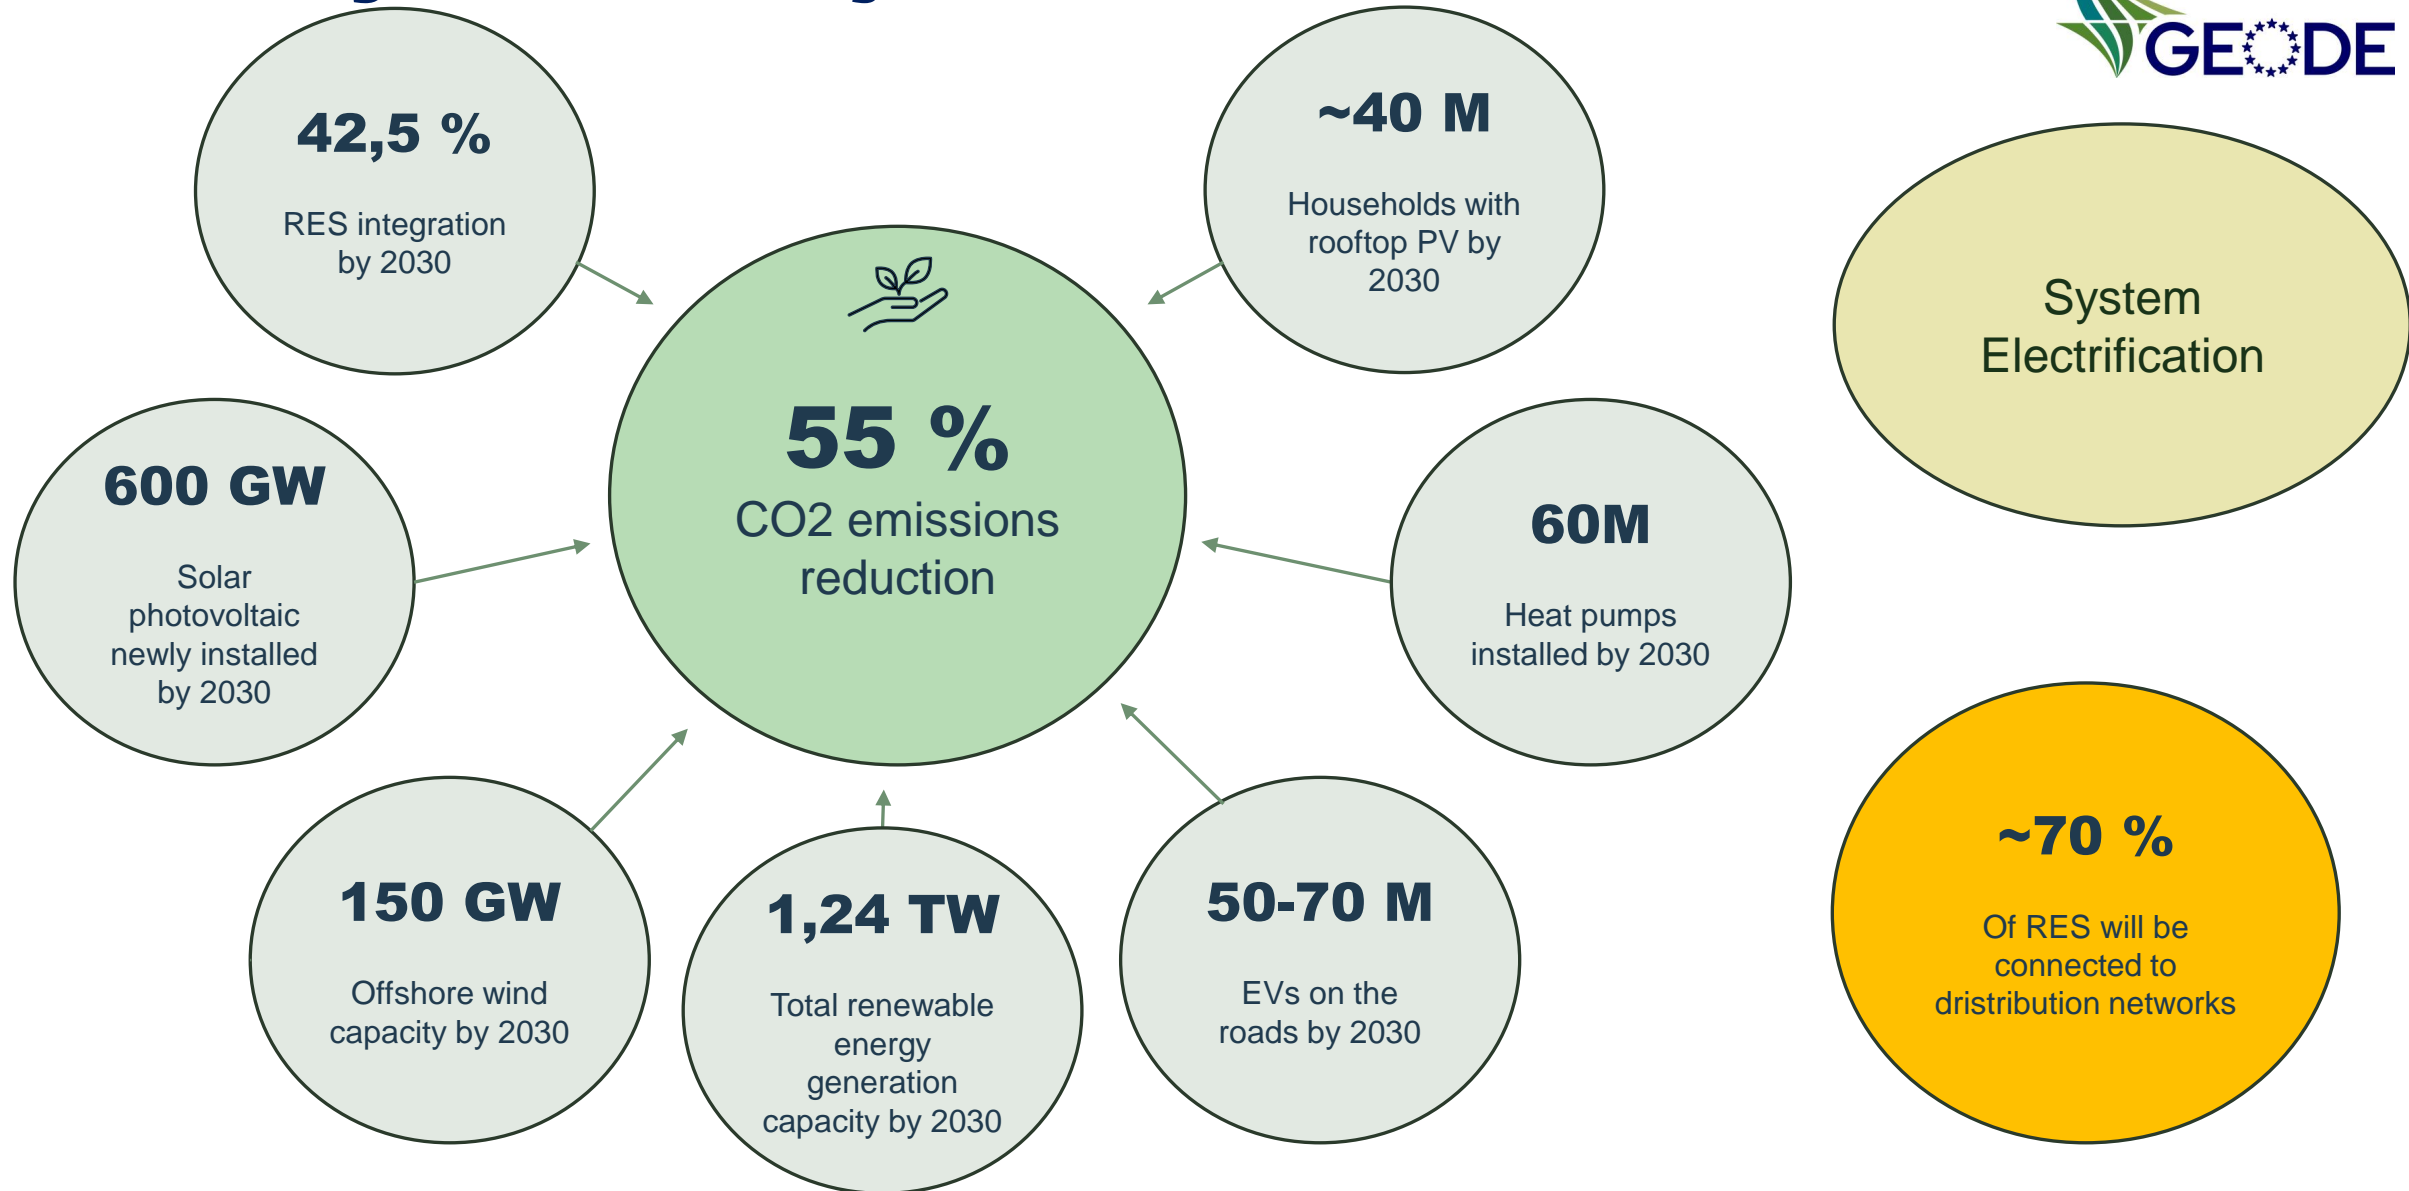 GEODE
42,5 %
RES integration
by 2030
~40 M
Households with
rooftop PV by
2030
System
Electrification
55 %
CO2 emissions
reduction
600 GW
Solar
photovoltaic
newly installed
by 2030
60M
Heat pumps
installed by 2030
150 GW
Offshore wind
capacity by 2030
1,24 TW
Total renewable
energy
generation
capacity by 2030
50-70 M
EVs on the
roads by 2030
~70 %
Of RES will be
connected to
dristribution networks